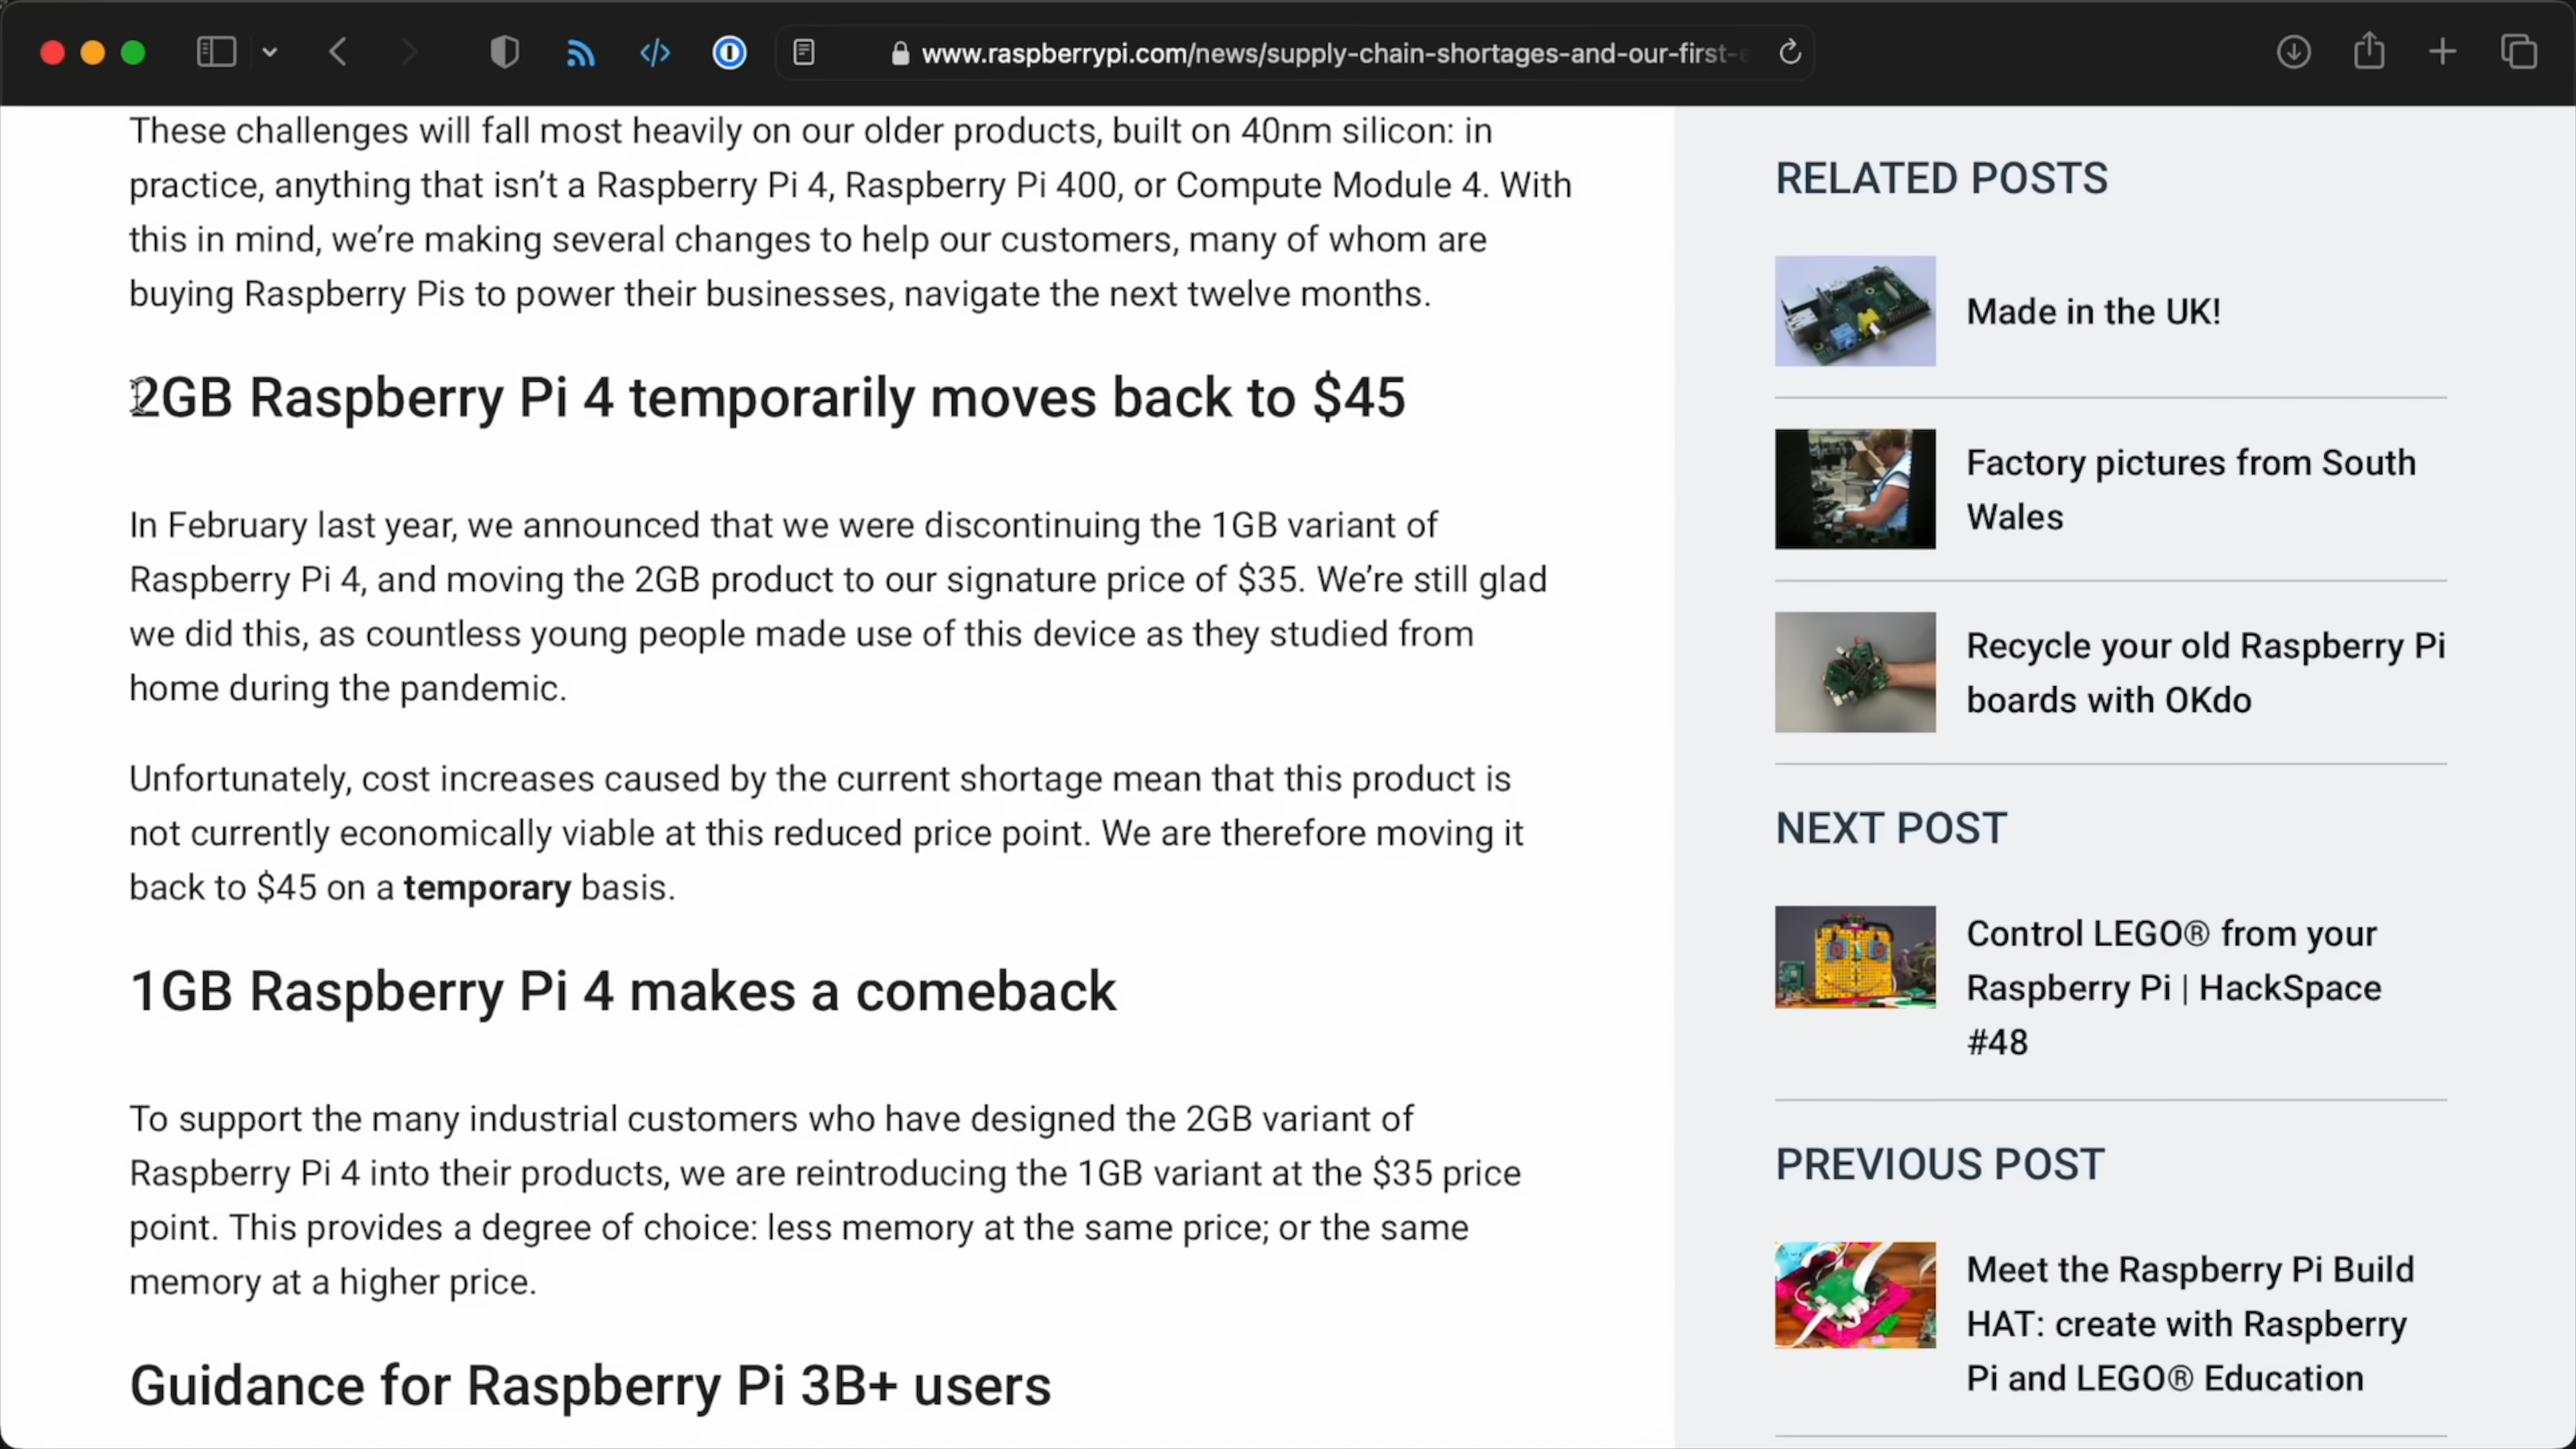 www.raspberrypi.com/news/supply-chain-shortages-and-our-first-
These challenges will fall most heavily on our older products, built on 40nm silicon: in
practice, anything that isn’t a Raspberry Pi 4, Raspberry Pi 400, or Compute Module 4. With
this in mind, we’re making several changes to help our customers, many of whom are
buying Raspberry Pis to power their businesses, navigate the next twelve months.
2GB Raspberry Pi 4 temporarily moves back to $45
In February last year, we announced that we were discontinuing the 1GB variant of
Raspberry Pi 4, and moving the 2GB product to our signature price of $35. We’re still glad
we did this, as countless young people made use of this device as they studied from
home during the pandemic.
Unfortunately, cost increases caused by the current shortage mean that this product is
not currently economically viable at this reduced price point. We are therefore moving it
back to $45 on a temporary basis.
1GB Raspberry Pi 4 makes a comeback
To support the many industrial customers who have designed the 2GB variant of
Raspberry Pi 4 into their products, we are reintroducing the 1GB variant at the $35 price
point. This provides a degree of choice: less memory at the same price; or the same
memory at a higher price.
Guidance for Raspberry Pi 3B+ users
RELATED POSTS
Made in the UK!
Factory pictures from South
Wales
Recycle your old Raspberry Pi
boards with OKdo
NEXT POST
Control LEGO® from your
Raspberry Pi | HackSpace
#48
PREVIOUS POST
Meet the Raspberry Pi Build
HAT: create with Raspberry
Pi and LEGO® Education